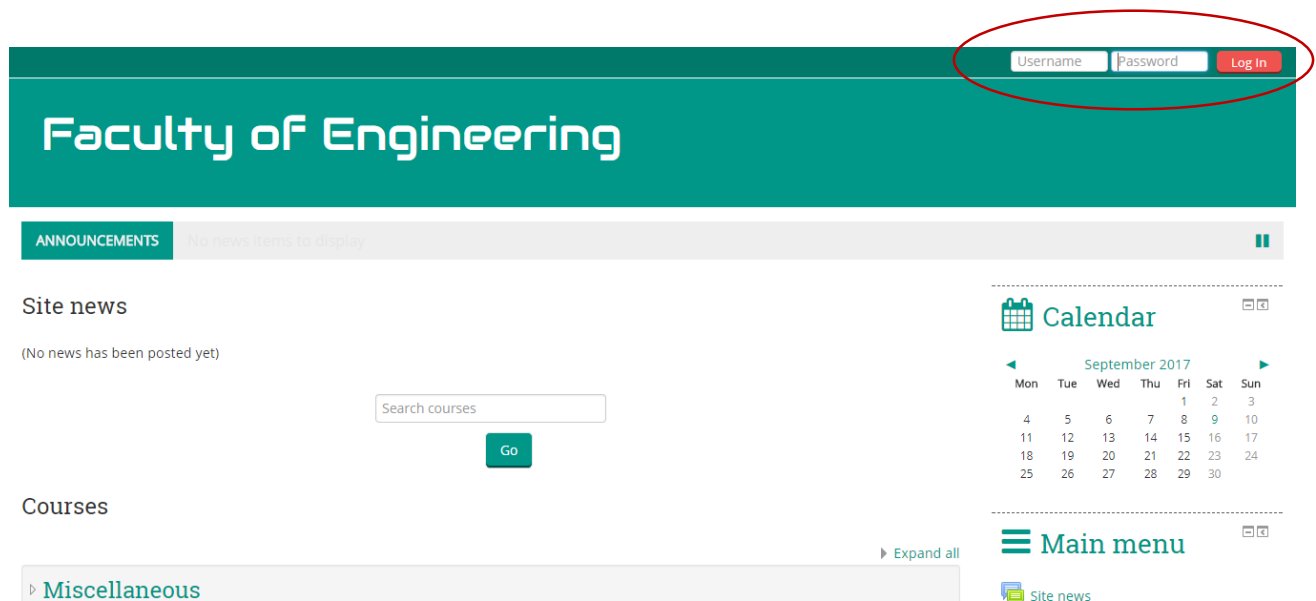 Username Password Log In
Faculty of Engineering
ANNOUNCEMENTS No news items to display
Site news
(No news has been posted yet)
Search courses
Go
Courses
Expand all
Miscellaneous
Calendar
◄ September 2017 ►
Mon Tue Wed Thu Fri Sat Sun
1 2 3
4 5 6 7 8 9 10
11 12 13 14 15 16 17
18 19 20 21 22 23 24
25 26 27 28 29 30
Main menu
Site news